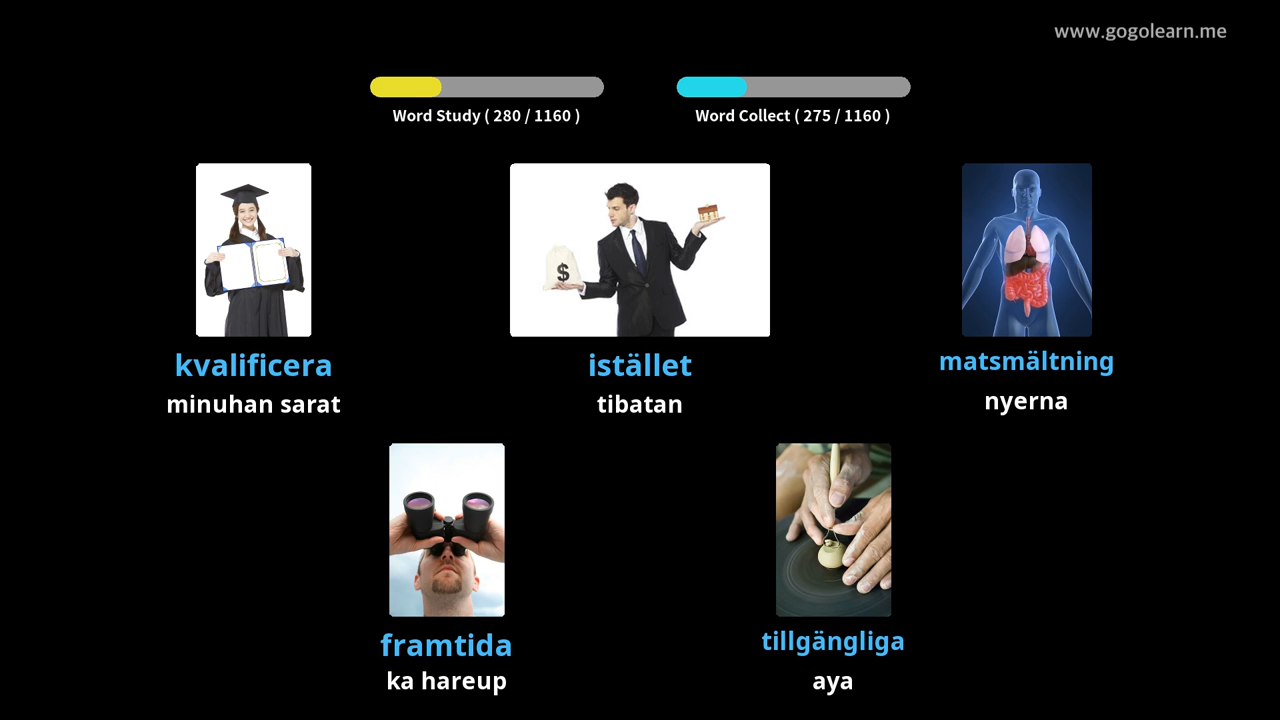 www.gogolearn.me
Word Study ( 280 / 1160 )
Word Collect ( 275 / 1160 )
$
kvalificera
minuhan sarat
istället
tibatan
matsmältning
nyerna
framtida
ka hareup
tillgängliga
aya